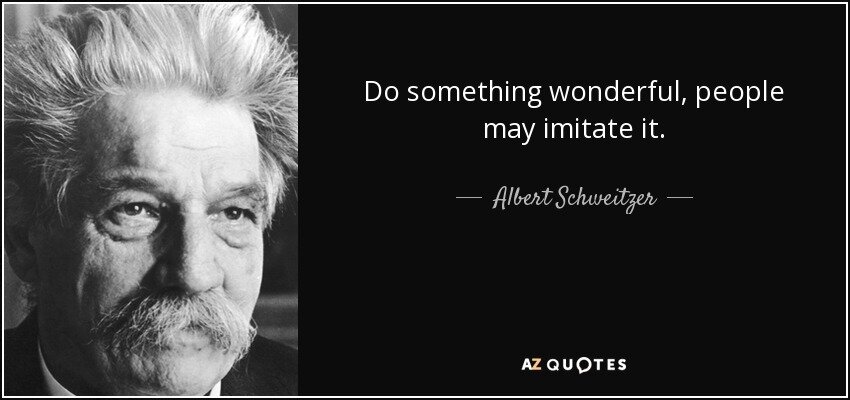 Do something wonderful, people
may imitate it.
Albert Schweitzer
AZ QUOTES